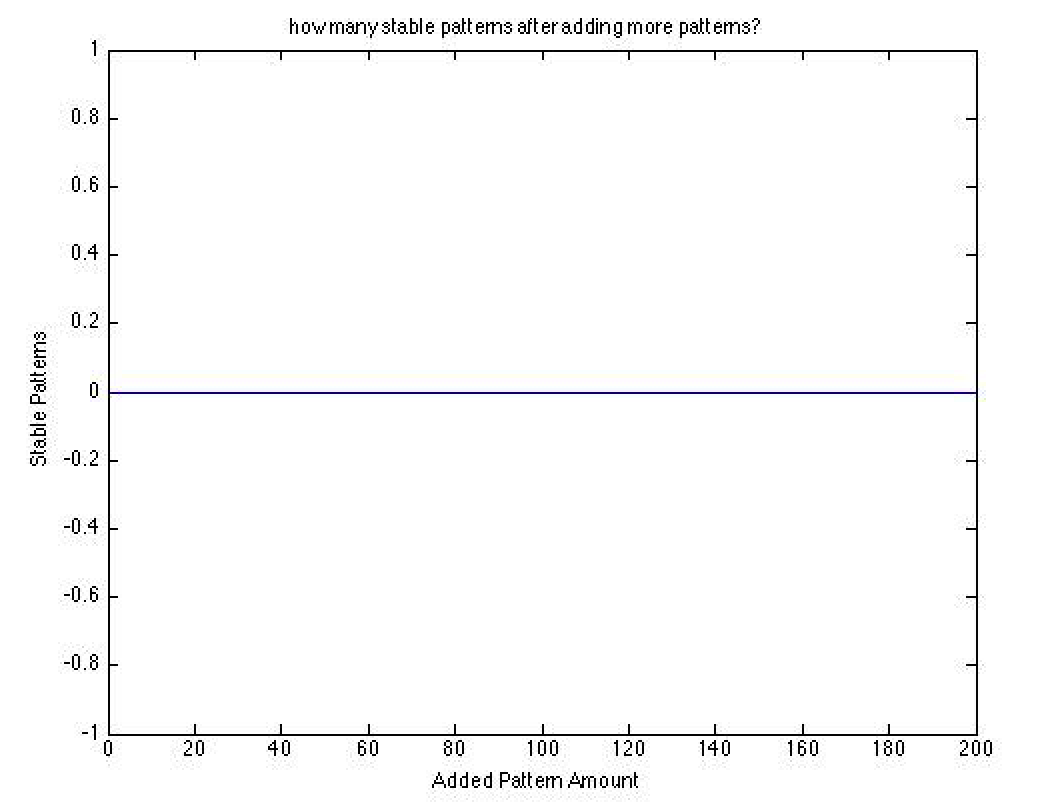 how many stable patterns after adding more patterns?
1
0.8
0.6
0.4
0.2
0
-0.2
-0.4
-0.6
-0.8
-1
Stable Patterns
0 20 40 60 80 100 120 140 160 180 200
Added Pattern Amount